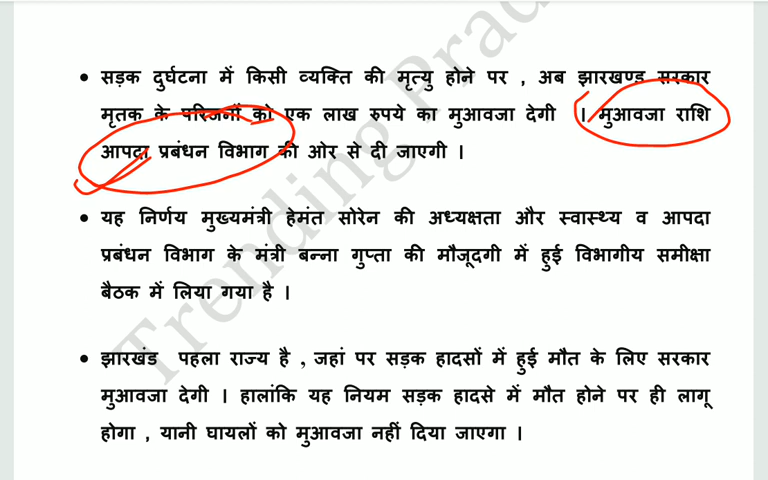 सड़क दुर्घटना में किसी व्यक्ति की मृत्यु होने पर , अब झारखण्ड सरकार
मृतक के परिजनों को एक लाख रुपये का मुआवजा देगी । मुआवजा राशि
आपदा प्रबंधन विभाग की ओर से दी जाएगी ।
यह निर्णय मुख्यमंत्री हेमंत सोरेन की अध्यक्षता और स्वास्थ्य व आपदा
प्रबंधन विभाग के मंत्री बन्ना गुप्ता की मौजूदगी में हुई विभागीय समीक्षा
बैठक में लिया गया है ।
झारखंड पहला राज्य है , जहां पर सड़क हादसों में हुई मौत के लिए सरकार
मुआवजा देगी । हालांकि यह नियम सड़क हादसे में मौत होने पर ही लागू
होगा , यानी घायलों को मुआवजा नहीं दिया जाएगा ।
Trending Prad